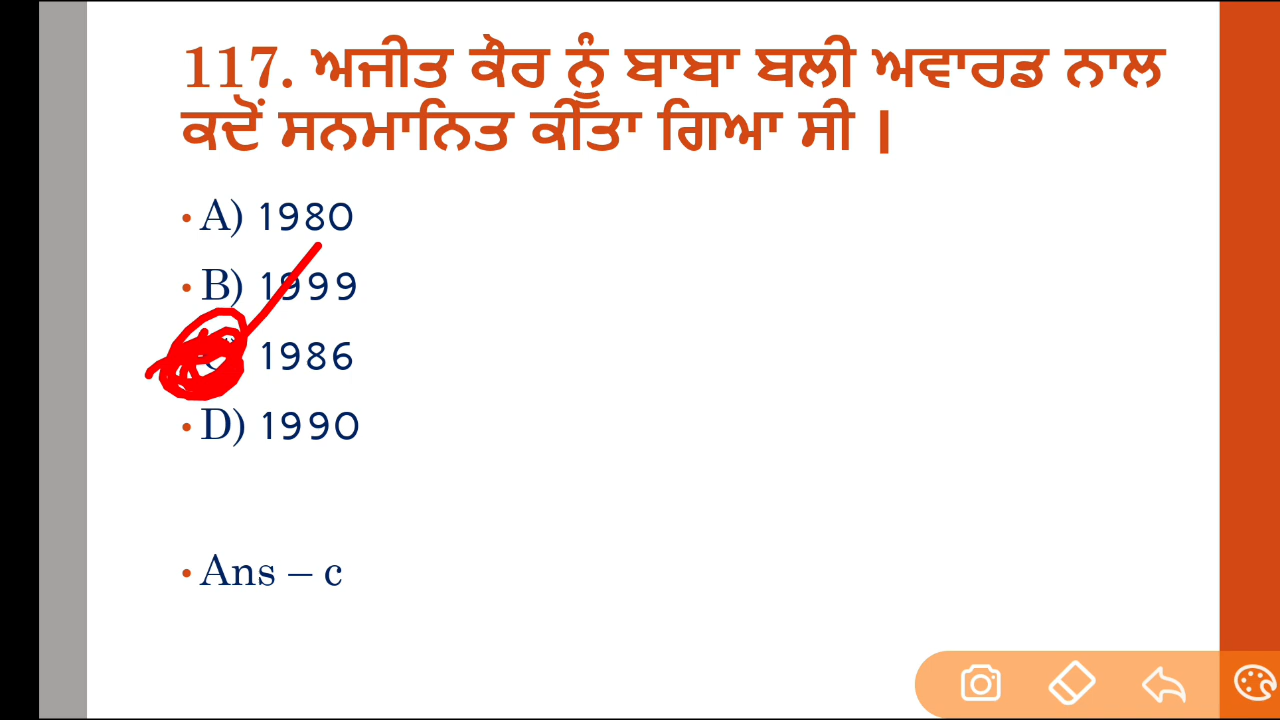 117. ਅਜੀਤ ਕੌਰ ਨੂੰ ਬਾਬਾ ਬਲੀ ਅਵਾਰਡ ਨਾਲ
ਕਦੋਂ ਸਨਮਾਨਿਤ ਕੀਤਾ ਗਿਆ ਸੀ ।
• A) 1980
• B) 1999
1986
• D) 1990
• Ans – c